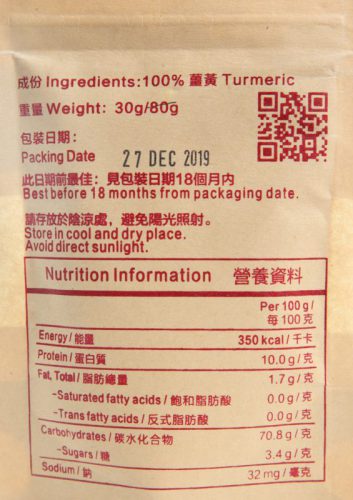 成份 Ingredients:100% 薑黃 Turmeric
重量 Weight: 30g/80g
包裝日期:
Packing Date 27 DEC 2019
此日期前最佳: 見包裝日期18個月內
Best before 18 months from packaging date.
請存放於陰涼處，避免陽光照射。
Store in cool and dry place.
Avoid direct sunlight.
Nutrition Information 營養資料
Per 100g/
每100克
Energy/能量 350 kcal/千卡
Protein/蛋白質 10.0 g/克
Fat, Total/脂肪總量 1.7 g/克
-Saturated fatty acids/飽和脂肪酸 0.0 g/克
-Trans fatty acids/反式脂肪酸 0.0 g/克
Carbohydrates/碳水化合物 70.8 g/克
-Sugars/糖 3.4 g/克
Sodium/鈉 32 mg/毫克